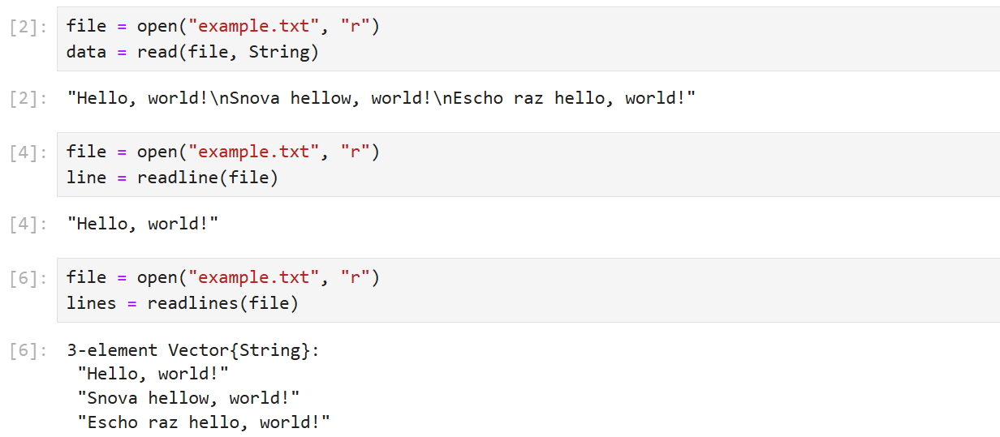 [2]: file = open("example.txt", "r")
data = read(file, String)
[2]: "Hello, world!\nSnova hellow, world!\nEscho raz hello, world!"
[4]: file = open("example.txt", "r")
line = readline(file)
[4]: "Hello, world!"
[6]: file = open("example.txt", "r")
lines = readlines(file)
[6]: 3-element Vector{String}:
"Hello, world!"
"Snova hellow, world!"
"Escho raz hello, world!"